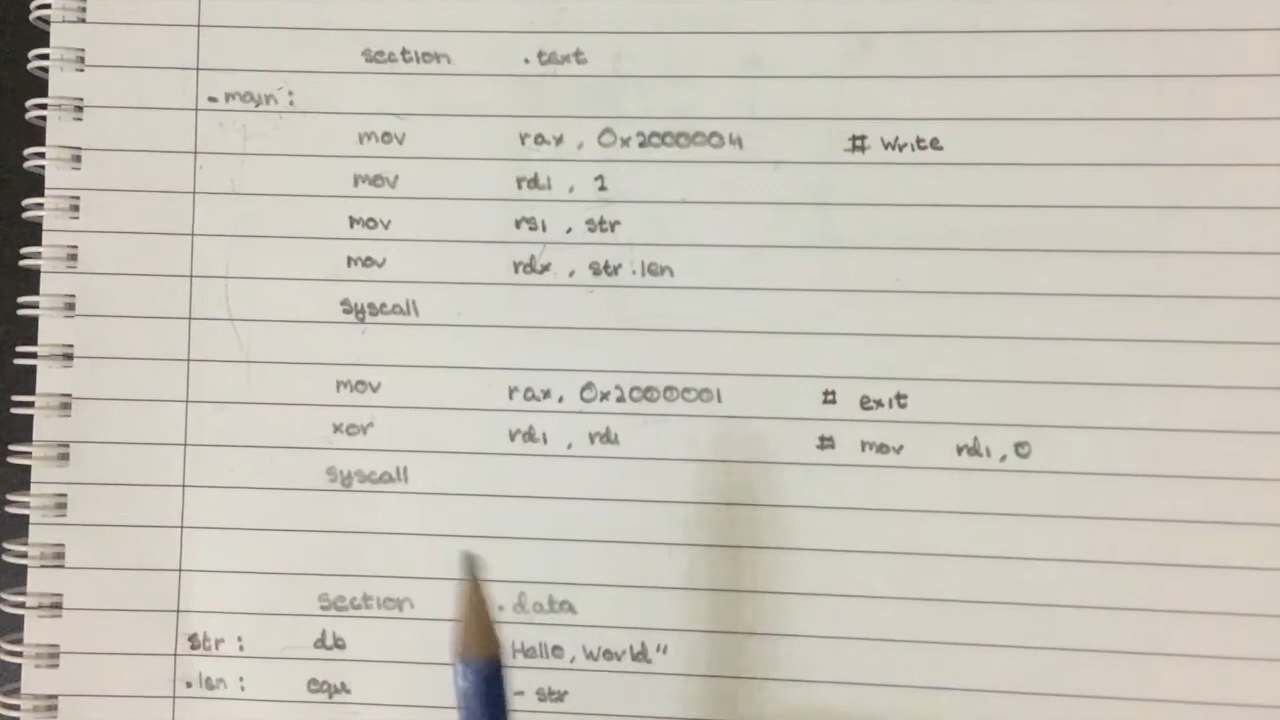 section .text
_main:
mov rax, 0x2000004 # write
mov rdi, 1
mov rsi, str
mov rdx, str.len
syscall
mov rax, 0x2000001 # exit
xor rdi, rdi # mov rdi, 0
syscall
section .data
str: db Hello, World"
.len: equ - str